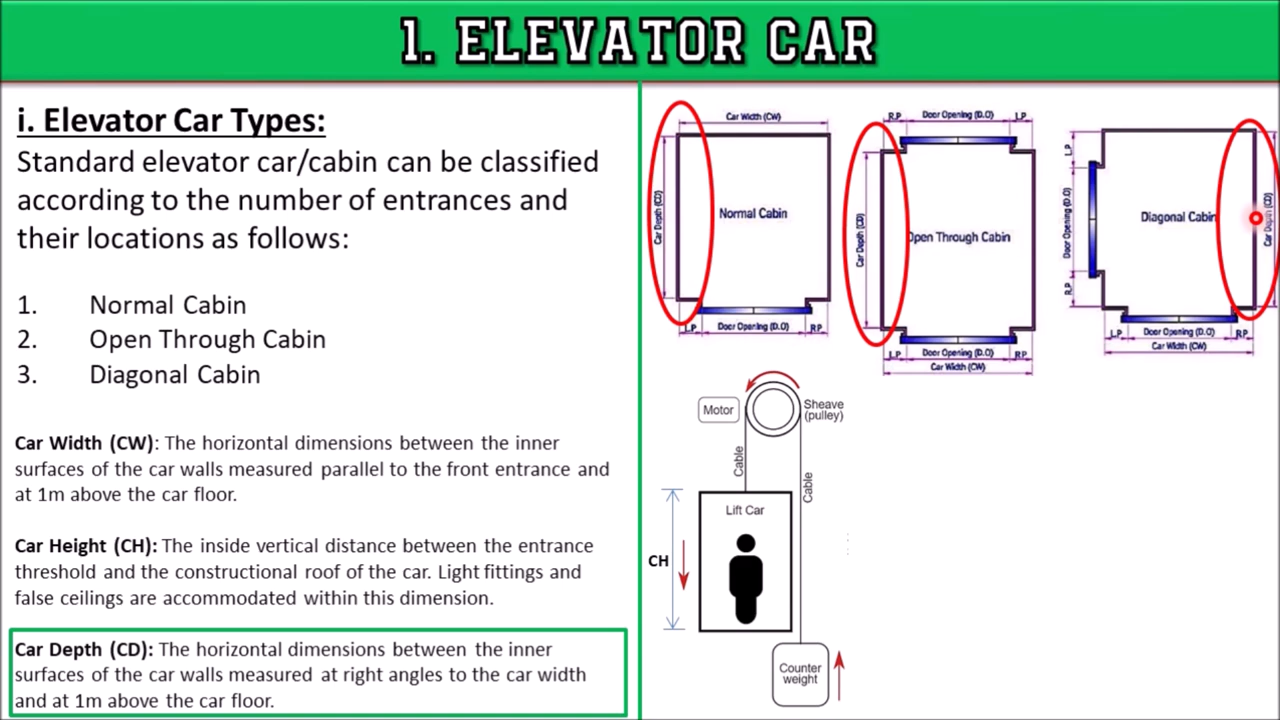 1. ELEVATOR CAR
i. Elevator Car Types:
Standard elevator car/cabin can be classified
according to the number of entrances and
their locations as follows:
1. Normal Cabin
2. Open Through Cabin
3. Diagonal Cabin
Car Width (CW): The horizontal dimensions between the inner
surfaces of the car walls measured parallel to the front entrance and
at 1m above the car floor.
Car Height (CH): The inside vertical distance between the entrance
threshold and the constructional roof of the car. Light fittings and
false ceilings are accommodated within this dimension.
Car Depth (CD): The horizontal dimensions between the inner
surfaces of the car walls measured at right angles to the car width
and at 1m above the car floor.
Car Width (CW)
Car Depth (CD)
Normal Cabin
LP Door Opening (D.O) RP
RP Door Opening (D.O) LP
Car Depth (CD)
Open Through Cabin
LP Door Opening (D.O) RP
Car Width (CW)
LP
Door Opening (D.O)
RP
Diagonal Cabin
Car Depth (CD)
LP Door Opening (D.O) RP
Car Width (CW)
Motor
Sheave
(pulley)
Cable
Cable
Lift Car
CH
Counter
weight